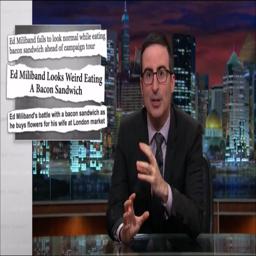 Ed Miliband fails to look normal while eating
bacon sandwich ahead of campaign tour
Ed Miliband Looks Weird Eating
A Bacon Sandwich
Ed Miliband's battle with a bacon sandwich as
he buys flowers for his wife at London market